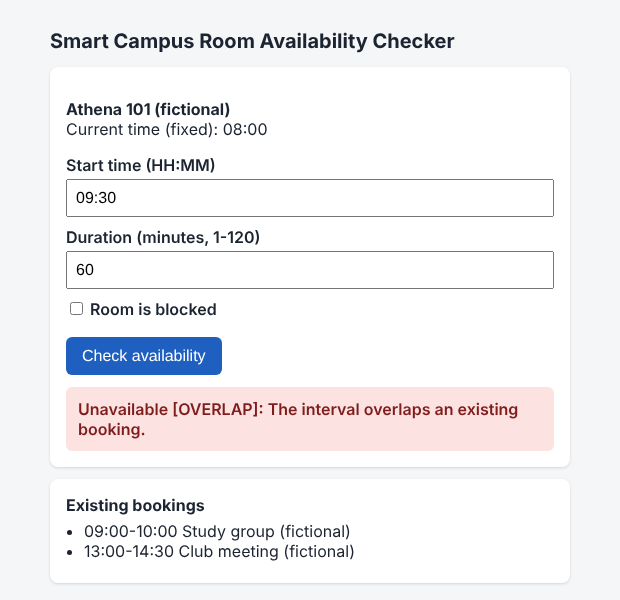 Smart Campus Room Availability Checker
Athena 101 (fictional)
Current time (fixed): 08:00
Start time (HH:MM)
09:30
Duration (minutes, 1-120)
60
Room is blocked
Check availability
Unavailable [OVERLAP]: The interval overlaps an existing
booking.
Existing bookings
• 09:00-10:00 Study group (fictional)
• 13:00-14:30 Club meeting (fictional)